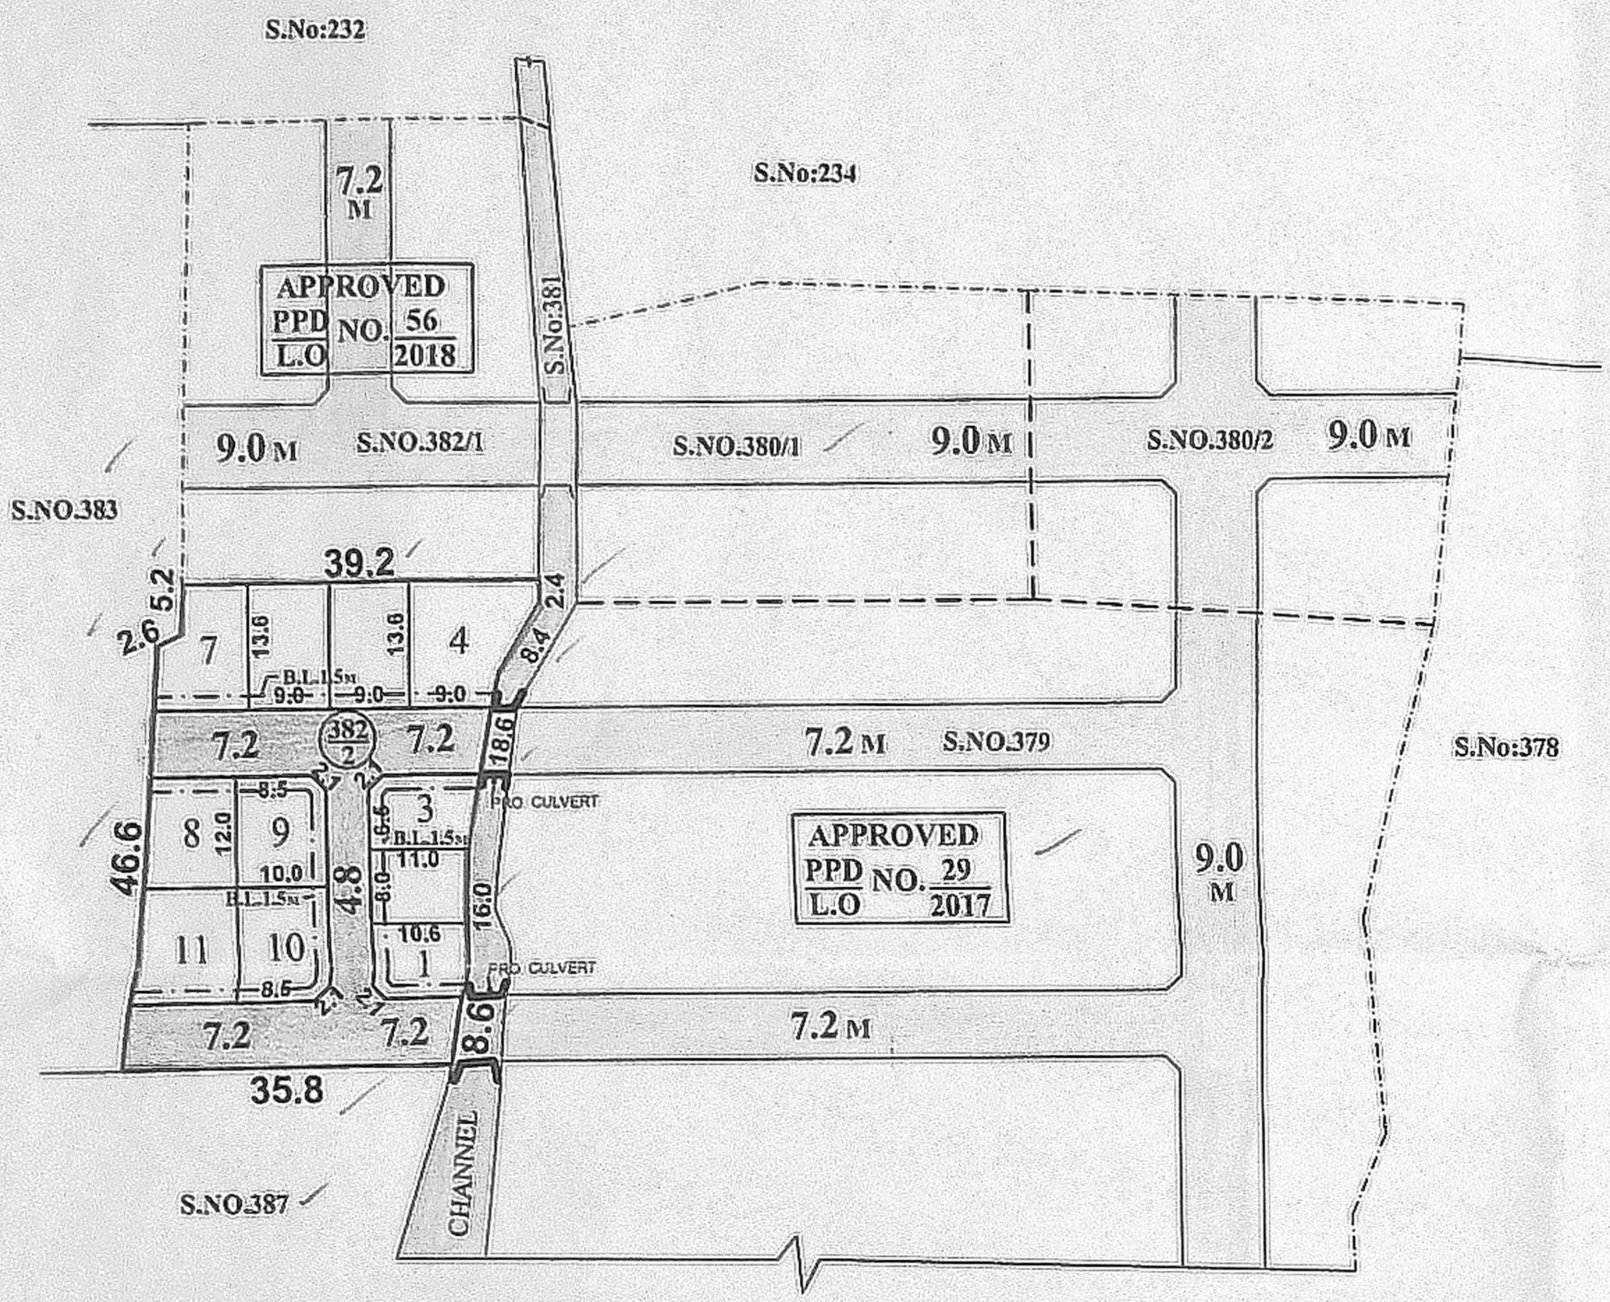 S.No:232
S.No:234
7.2
M
APPROVED
PPD NO. 56
L.O 2018
S.No:381
9.0 M
S.NO.382/1
S.NO.380/1
9.0 M
S.NO.380/2
9.0 M
S.NO.383
39.2
5.2
2.6
2.4
8.4
7
13.6
13.6
4
B.L.1.5M
9.0
9.0
9.0
7.2
382
2
7.2
18.6
7.2 M
S.NO.379
S.No:378
8.5
3
6.5
PRO CULVERT
8
12.0
9
B.L.1.5M
11.0
APPROVED
PPD NO. 29
L.O 2017
46.6
10.0
4.8
8.0
16.0
9.0
M
B.L.1.5M
11
10
10.6
1
PRO CULVERT
8.5
7.2
7.2
8.6
7.2 M
35.8
CHANNEL
S.NO.387